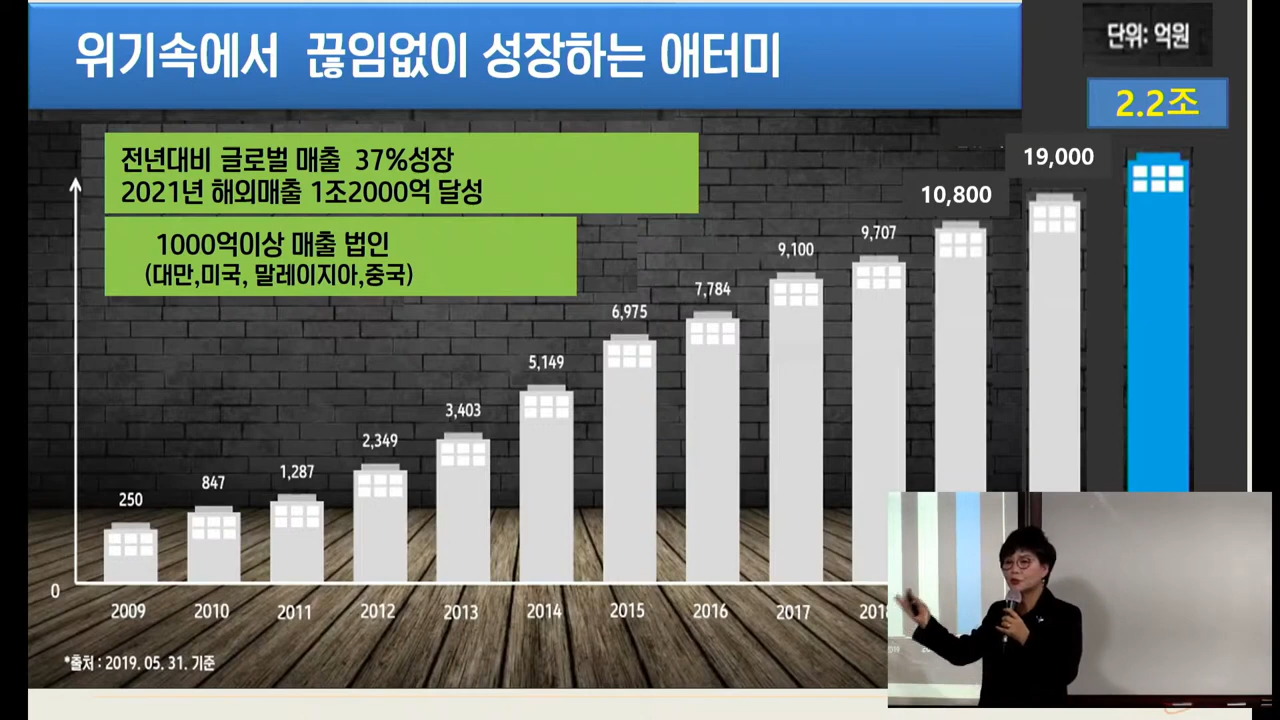 위기속에서 끊임없이 성장하는 애터미
단위: 억원
2.2조
전년대비 글로벌 매출 37%성장
2021년 해외매출 1조2000억 달성
1000억이상 매출 법인
(대만,미국, 말레이지아,중국)
250
847
1,287
2,349
3,403
5,149
6,975
7,784
9,100
9,707
10,800
19,000
0
2009
2010
2011
2012
2013
2014
2015
2016
2017
2018
*출처 : 2019. 05. 31. 기준